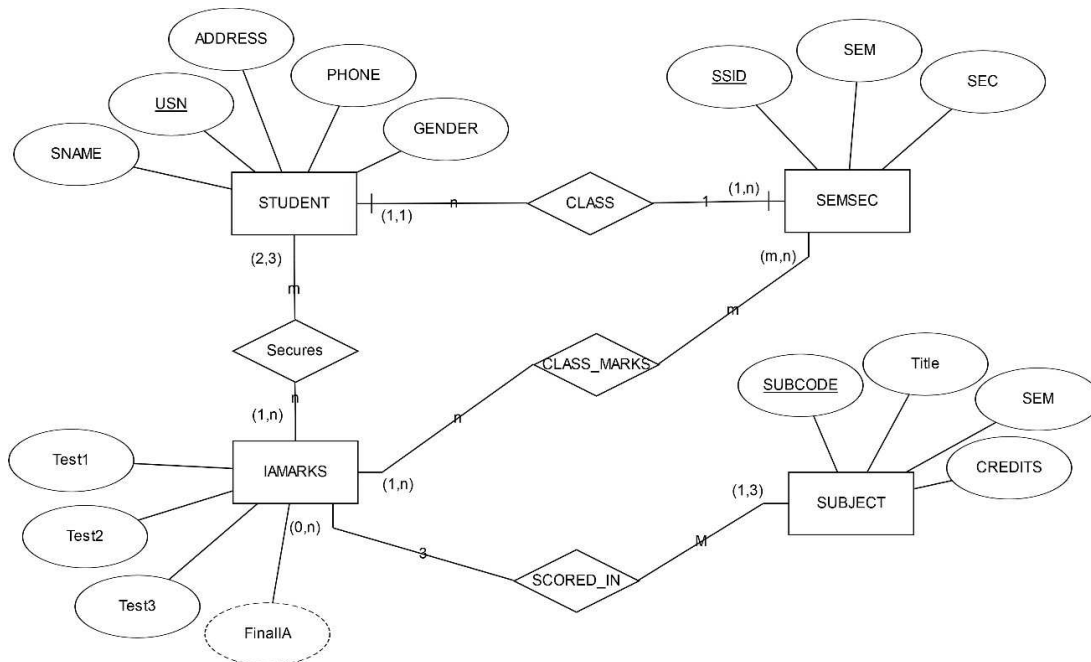 ADDRESS
PHONE
USN
GENDER
SNAME
SEM
SSID
SEC
STUDENT
(1,1)
n
CLASS
1
(1,n)
SEMSEC
(2,3)
m
(m,n)
m
Secures
CLASS_MARKS
n
(1,n)
n
SUBCODE
Title
SEM
CREDITS
Test1
IAMARKS
(1,n)
(1,3)
SUBJECT
Test2
(0,n)
3
M
SCORED_IN
Test3
FinalIA